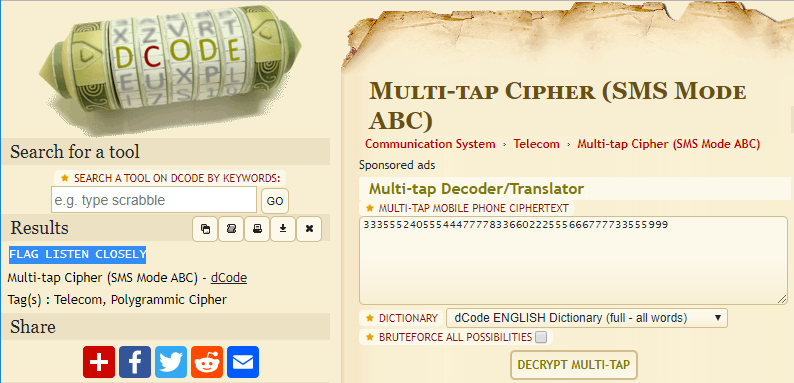 DCODE
Search for a tool
SEARCH A TOOL ON DCODE BY KEYWORDS:
e.g. type scrabble GO
Results
FLAG LISTEN CLOSELY
Multi-tap Cipher (SMS Mode ABC) - dCode
Tag(s) : Telecom, Polygrammic Cipher
Share
Multi-tap Cipher (SMS Mode
ABC)
Communication System › Telecom › Multi-tap Cipher (SMS Mode ABC)
Sponsored ads
Multi-tap Decoder/Translator
MULTI-TAP MOBILE PHONE CIPHERTEXT
3335552405554447777833660222555666777733555999
DICTIONARY dCode ENGLISH Dictionary (full - all words)
BRUTEFORCE ALL POSSIBILITIES
DECRYPT MULTI-TAP